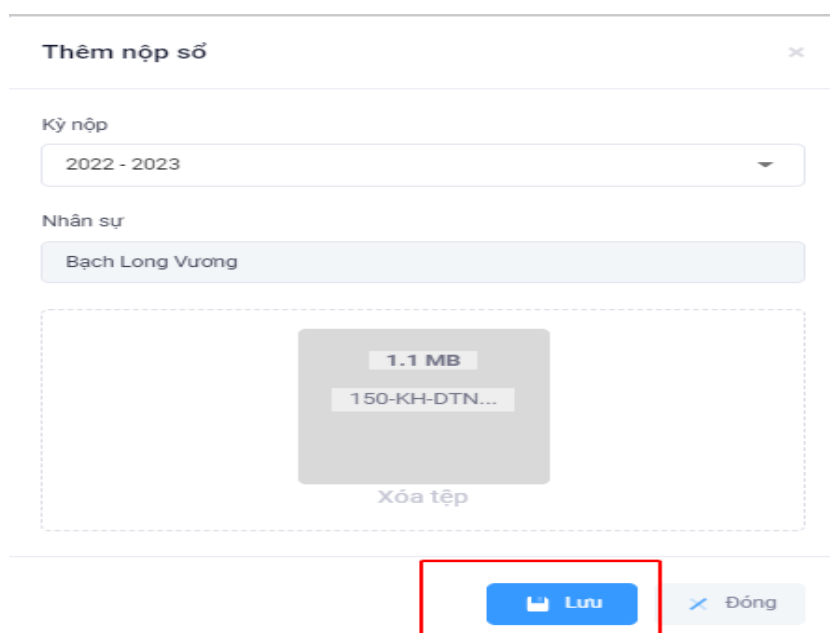 Thêm nộp sổ
Kỳ nộp
2022 - 2023
Nhân sự
Bạch Long Vương
1.1 MB
150-KH-DTN...
Xóa tệp
Lưu
Đóng